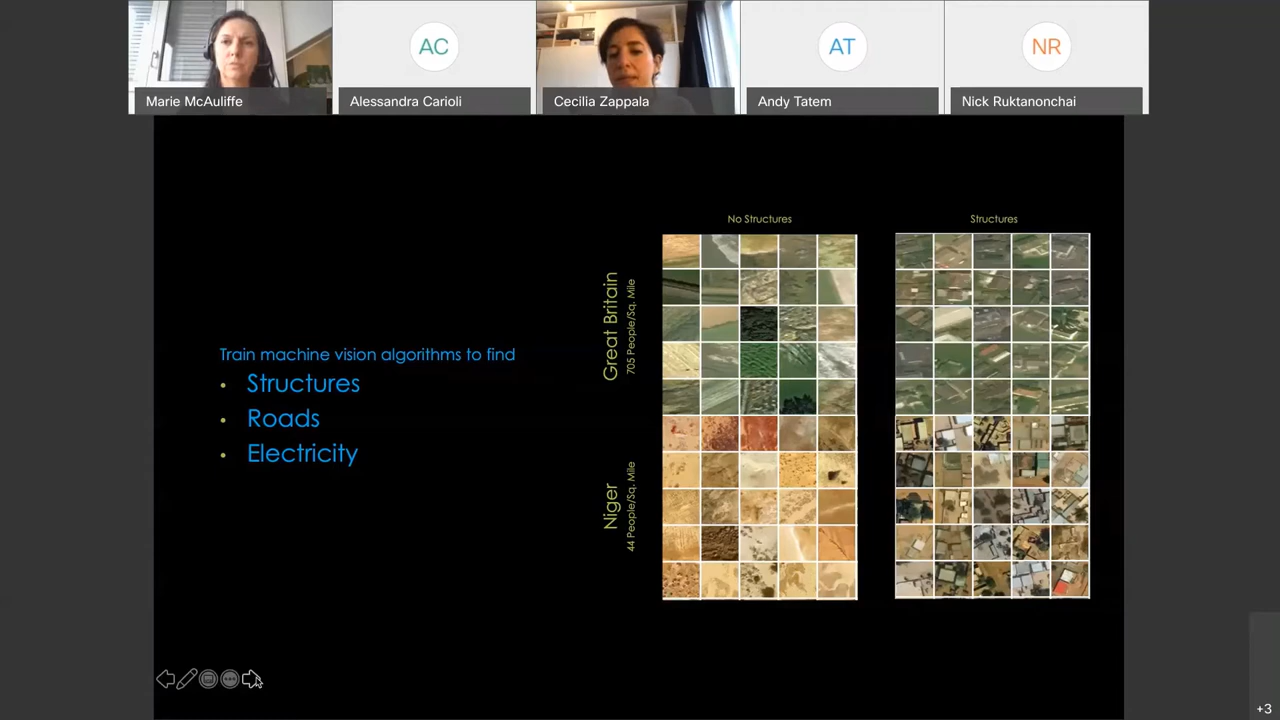 AC
AT
NR
Marie McAuliffe
Alessandra Carioli
Cecilia Zappala
Andy Tatem
Nick Ruktanonchai
No Structures
Structures
Great Britain
705 People/Sq. Mile
Train machine vision algorithms to find
• Structures
• Roads
• Electricity
Niger
44 People/Sq. Mile
+3